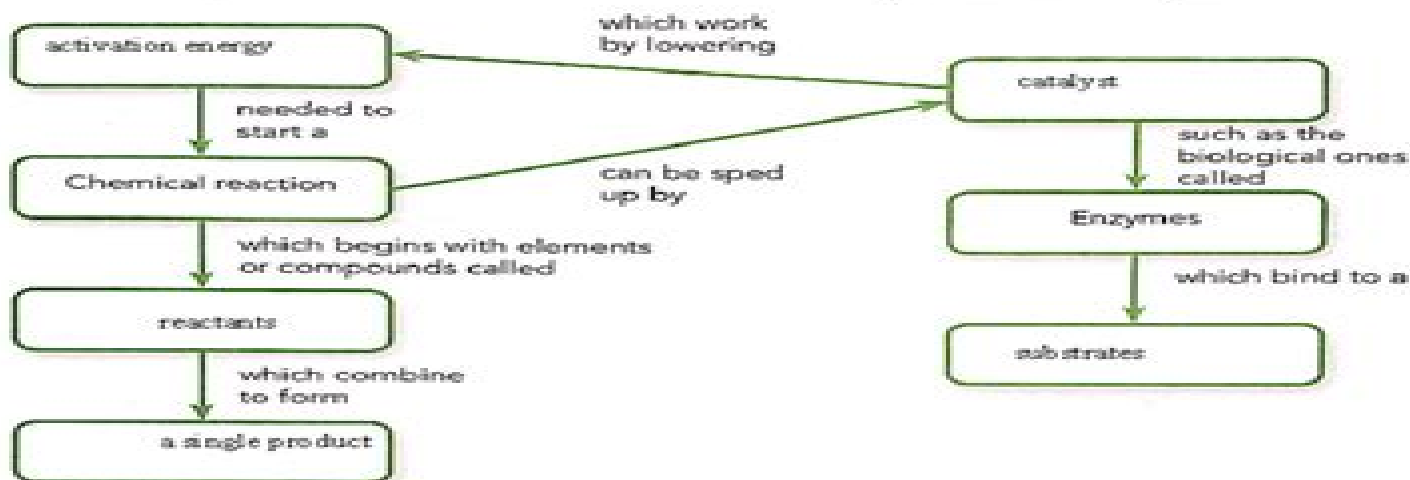 which work
by lowering
activation energy
catalyst
needed to
start a
such as the
biological ones
called
can be sped
up by
Chemical reaction
Enzymes
which begins with elements
or compounds called
which bind to a
reactants
substrates
which combine
to form
a single product